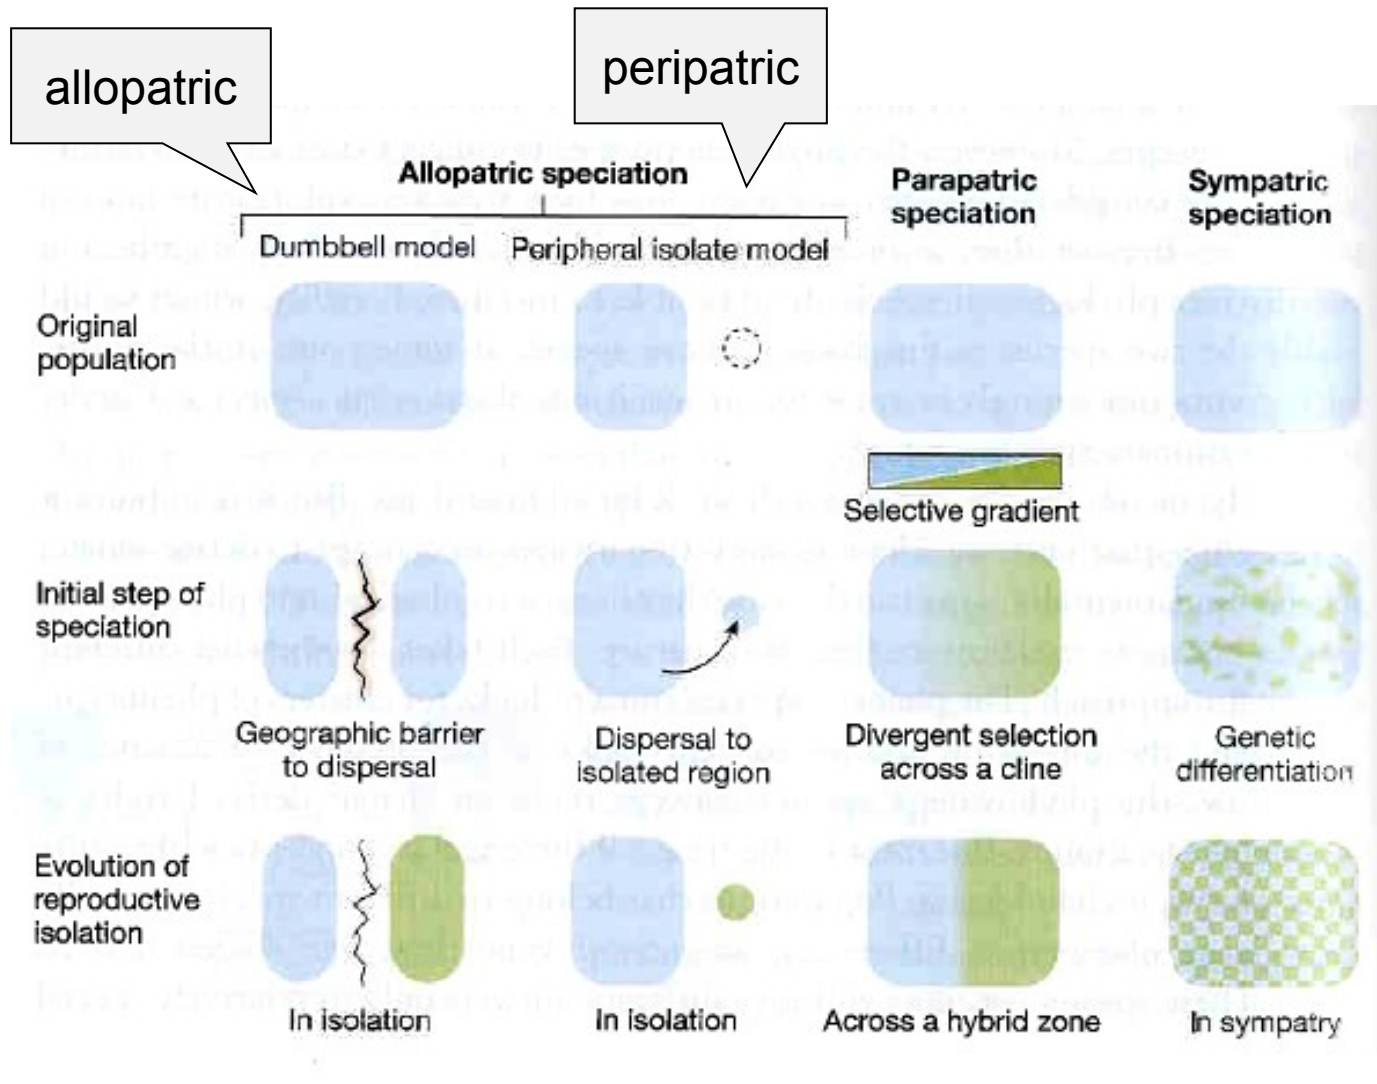 allopatric
peripatric
Allopatric speciation
Parapatric
speciation
Sympatric
speciation
Dumbbell model
Peripheral isolate model
Original
population
Selective gradient
Initial step of
speciation
Geographic barrier
to dispersal
Dispersal to
isolated region
Divergent selection
across a cline
Genetic
differentiation
Evolution of
reproductive
isolation
In isolation
In isolation
Across a hybrid zone
In sympatry